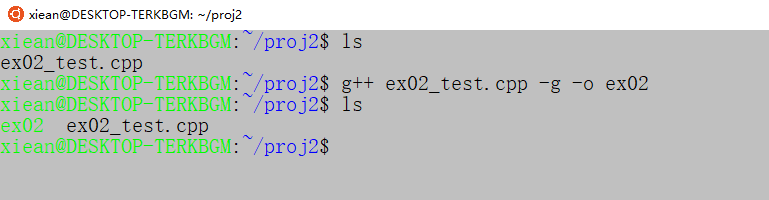 xiean@DESKTOP-TERKBGM: ~/proj2
xiean@DESKTOP-TERKBGM:~/proj2$ ls
ex02_test.cpp
xiean@DESKTOP-TERKBGM:~/proj2$ g++ ex02_test.cpp -g -o ex02
xiean@DESKTOP-TERKBGM:~/proj2$ ls
ex02  ex02_test.cpp
xiean@DESKTOP-TERKBGM:~/proj2$